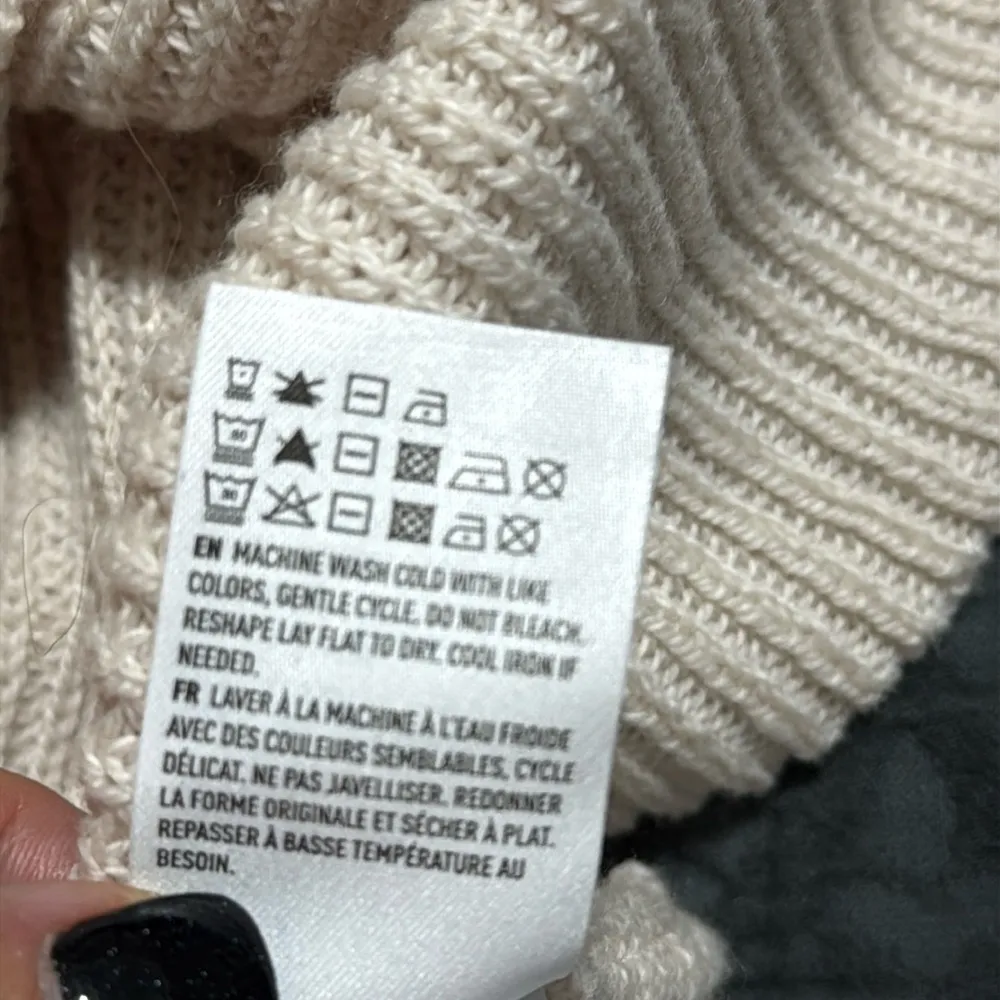 EN MACHINE WASH COLD WITH LIKE
COLORS, GENTLE CYCLE. DO NOT BLEACH.
RESHAPE LAY FLAT TO DRY. COOL IRON IF
NEEDED.
FR LAVER À LA MACHINE À L'EAU FROIDE
AVEC DES COULEURS SEMBLABLES, CYCLE
DÉLICAT. NE PAS JAVELLISER. REDONNER
LA FORME ORIGINALE ET SÉCHER À PLAT.
REPASSER À BASSE TEMPÉRATURE AU
BESOIN.